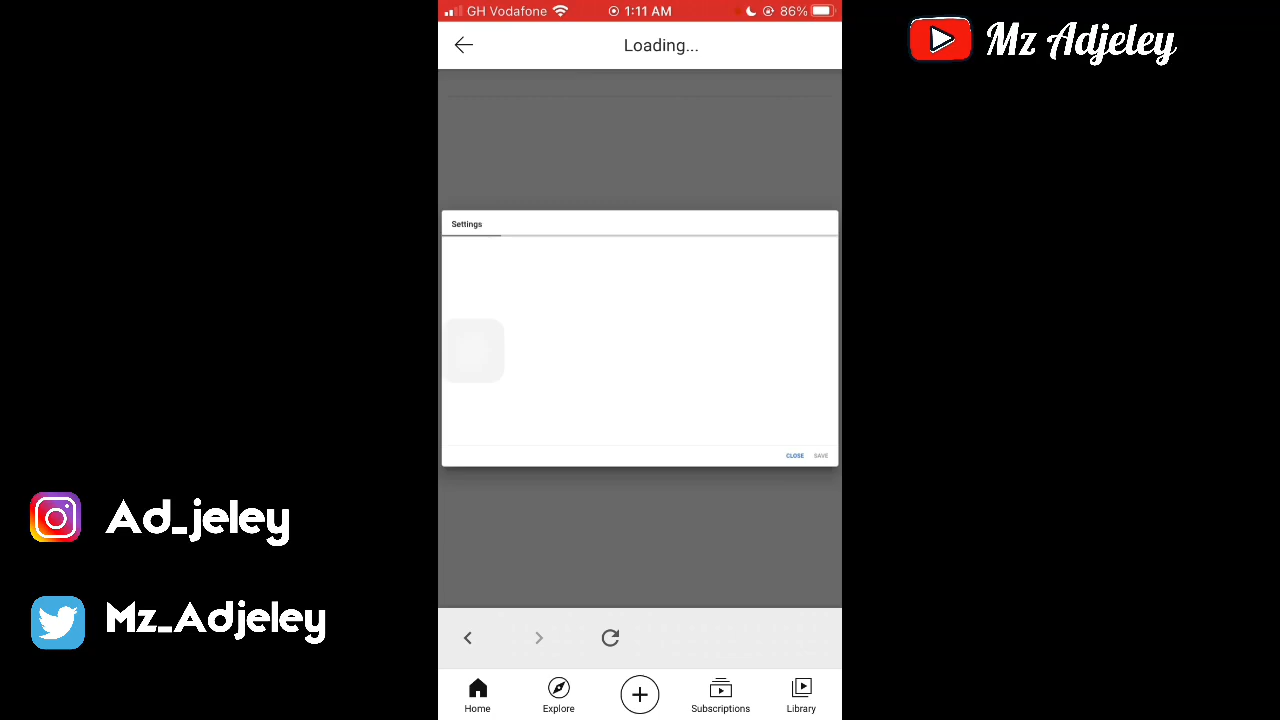 GH Vodafone 1:11 AM 86%
Loading...
Mz Adjeley
Settings
CLOSE SAVE
Ad_jeley
Mz_Adjeley
Home Explore Subscriptions Library